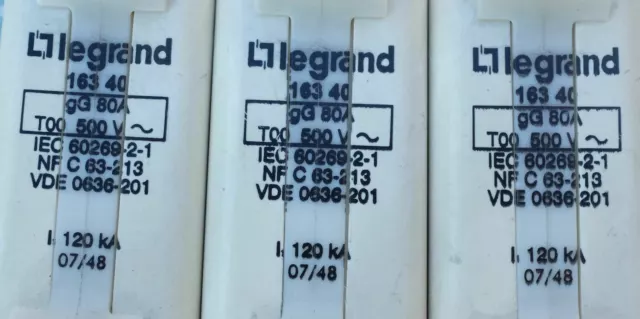 legrand
163 40
gG 80A
T00 500 V ~
IEC 60269-2-1
NF C 63-213
VDE 0636-201
I₁ 120 kA
07/48
legrand
163 40
gG 80A
T00 500 V ~
IEC 60269-2-1
NF C 63-213
VDE 0636-201
I₁ 120 kA
07/48
legrand
163 40
gG 80A
T00 500 V ~
IEC 60269-2-1
NF C 63-213
VDE 0636-201
I₁ 120 kA
07/48